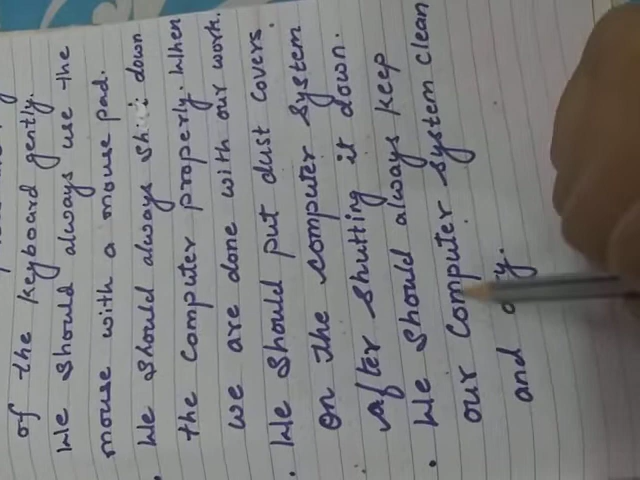 of the keyboard gently.
We should always use the
mouse with a mouse pad.
• We should always down
the computer properly. When
we are done with our work.
• We should put dust covers.
on the computer system
after shutting it down.
• We should always keep
our computer system clean
and